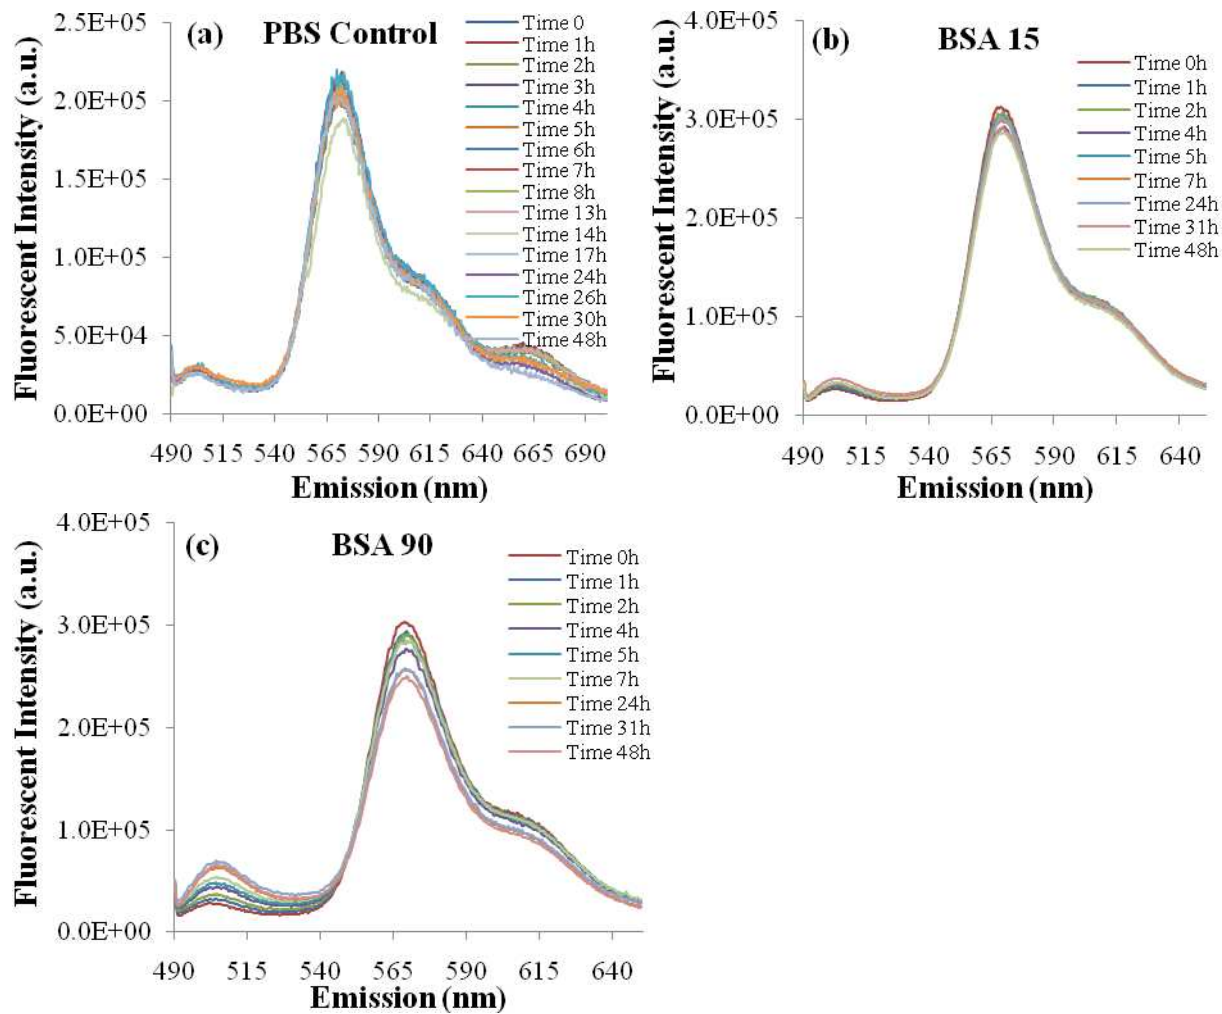 (a) PBS Control
Fluorescent Intensity (a.u.)
2.5E+05
2.0E+05
1.5E+05
1.0E+05
5.0E+04
0.0E+00
490 515 540 565 590 615 640 665 690
Emission (nm)
Time 0
Time 1h
Time 2h
Time 3h
Time 4h
Time 5h
Time 6h
Time 7h
Time 8h
Time 13h
Time 14h
Time 17h
Time 24h
Time 26h
Time 30h
Time 48h
(b) BSA 15
Fluorescent Intensity (a.u.)
4.0E+05
3.0E+05
2.0E+05
1.0E+05
0.0E+00
490 515 540 565 590 615 640
Emission (nm)
Time 0h
Time 1h
Time 2h
Time 4h
Time 5h
Time 7h
Time 24h
Time 31h
Time 48h
(c) BSA 90
Fluorescent Intensity (a.u.)
4.0E+05
3.0E+05
2.0E+05
1.0E+05
0.0E+00
490 515 540 565 590 615 640
Emission (nm)
Time 0h
Time 1h
Time 2h
Time 4h
Time 5h
Time 7h
Time 24h
Time 31h
Time 48h